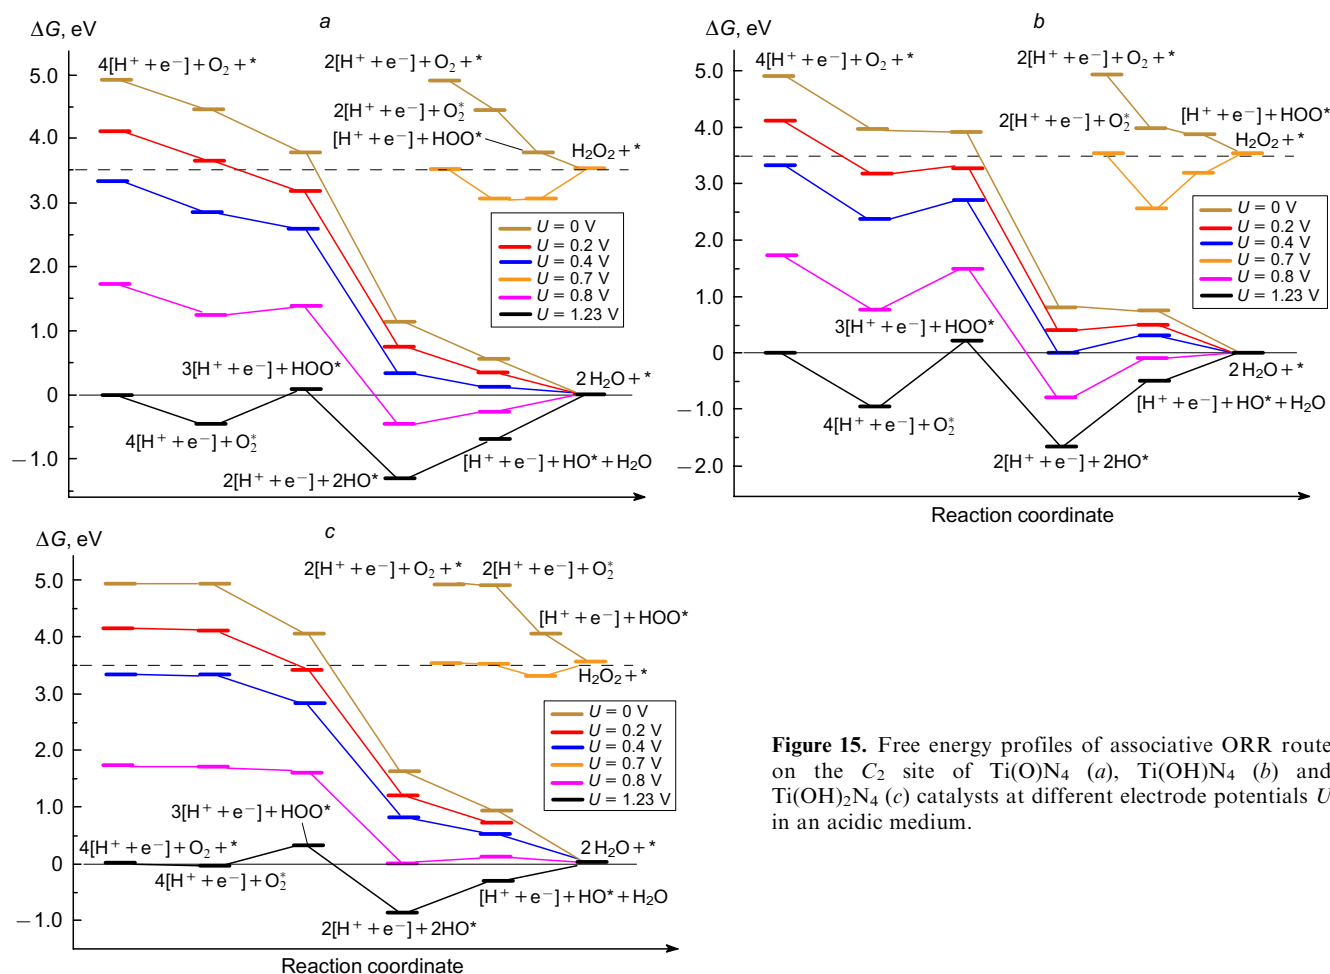 a
ΔG, eV
4[H⁺ + e⁻] + O₂ + *
2[H⁺ + e⁻] + O₂ + *
2[H⁺ + e⁻] + O₂*
[H⁺ + e⁻] + HOO*
H₂O₂ + *
5.0
4.0
3.0
2.0
1.0
0
−1.0
U = 0 V
U = 0.2 V
U = 0.4 V
U = 0.7 V
U = 0.8 V
U = 1.23 V
3[H⁺ + e⁻] + HOO*
2 H₂O + *
4[H⁺ + e⁻] + O₂*
2[H⁺ + e⁻] + 2HO*
[H⁺ + e⁻] + HO* + H₂O
b
ΔG, eV
4[H⁺ + e⁻] + O₂ + *
2[H⁺ + e⁻] + O₂ + *
2[H⁺ + e⁻] + O₂*
[H⁺ + e⁻] + HOO*
H₂O₂ + *
5.0
4.0
3.0
2.0
1.0
0
−1.0
−2.0
U = 0 V
U = 0.2 V
U = 0.4 V
U = 0.7 V
U = 0.8 V
U = 1.23 V
3[H⁺ + e⁻] + HOO*
2 H₂O + *
4[H⁺ + e⁻] + O₂*
[H⁺ + e⁻] + HO* + H₂O
2[H⁺ + e⁻] + 2HO*
Reaction coordinate
c
ΔG, eV
2[H⁺ + e⁻] + O₂ + *
2[H⁺ + e⁻] + O₂*
[H⁺ + e⁻] + HOO*
H₂O₂ + *
5.0
4.0
3.0
2.0
1.0
0
−1.0
U = 0 V
U = 0.2 V
U = 0.4 V
U = 0.7 V
U = 0.8 V
U = 1.23 V
3[H⁺ + e⁻] + HOO*
4[H⁺ + e⁻] + O₂ + *
2 H₂O + *
4[H⁺ + e⁻] + O₂*
[H⁺ + e⁻] + HO* + H₂O
2[H⁺ + e⁻] + 2HO*
Reaction coordinate
Figure 15. Free energy profiles of associative ORR route
on the C₂ site of Ti(O)N₄ (a), Ti(OH)N₄ (b) and
Ti(OH)₂N₄ (c) catalysts at different electrode potentials U
in an acidic medium.